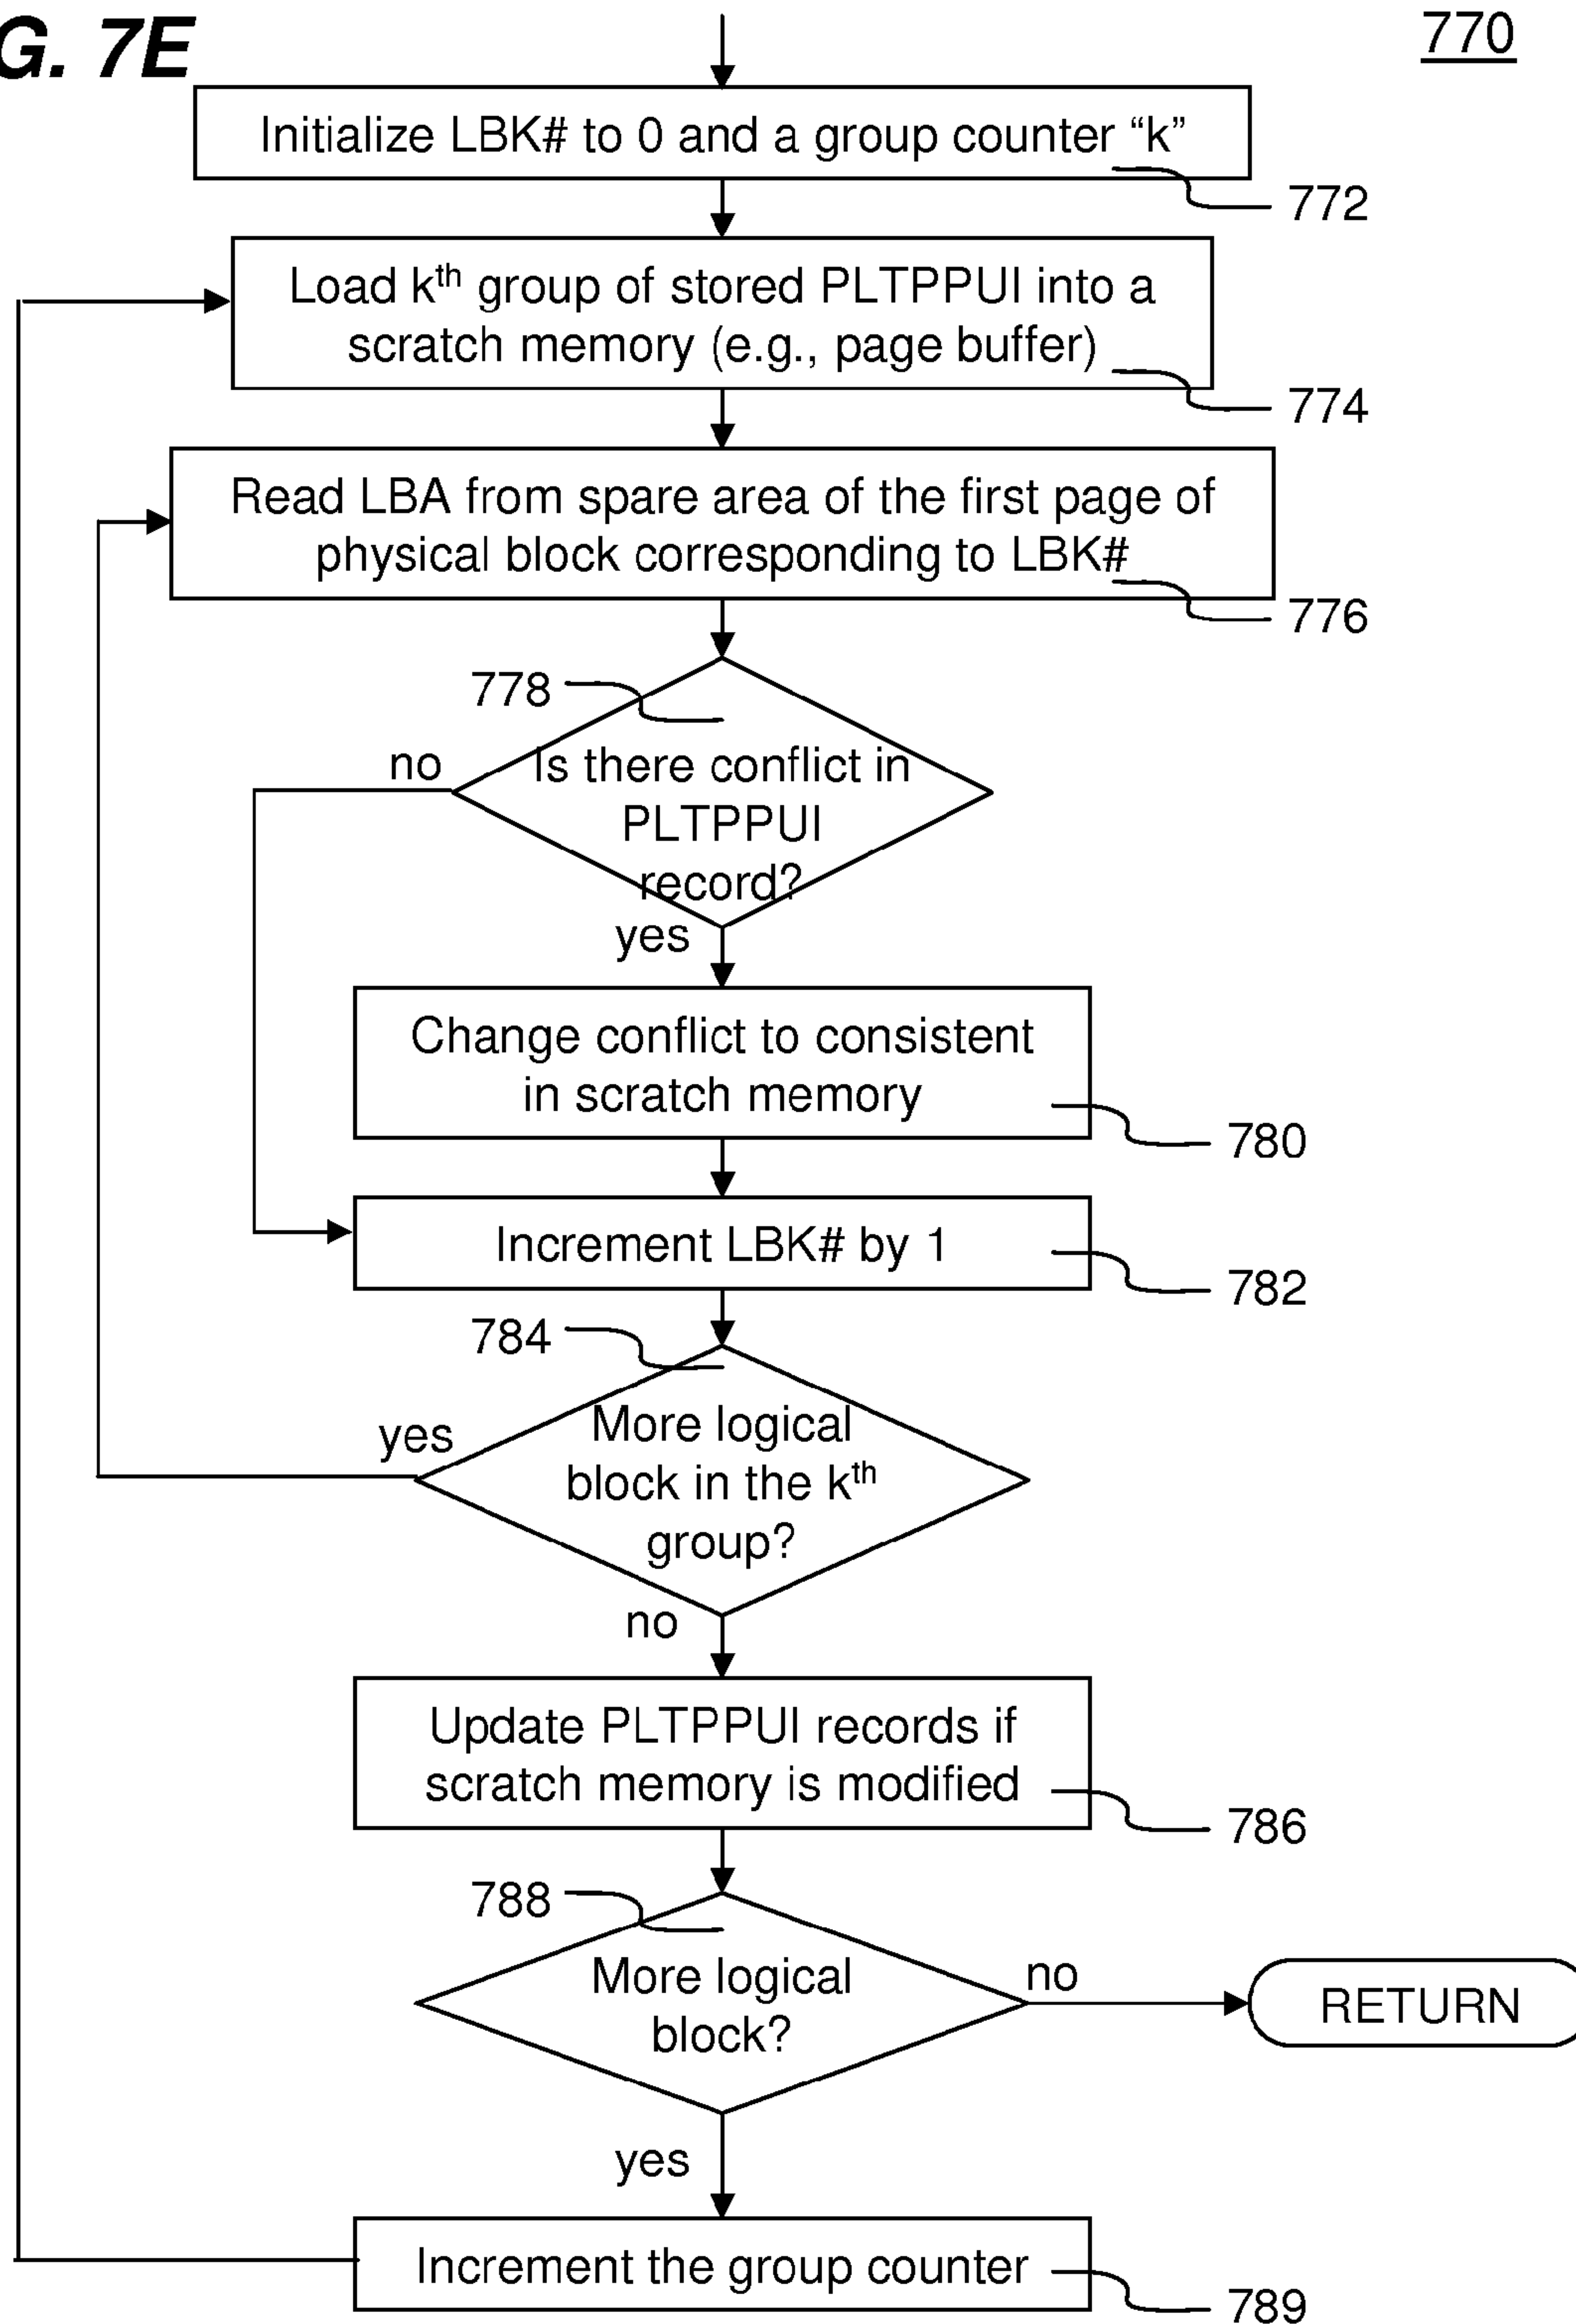 G. 7E
770
Initialize LBK# to 0 and a group counter “k”
772
Load kth group of stored PLTPPUI into a
scratch memory (e.g., page buffer)
774
Read LBA from spare area of the first page of
physical block corresponding to LBK#
776
778
no
Is there conflict in
PLTPPUI
record?
yes
Change conflict to consistent
in scratch memory
780
Increment LBK# by 1
782
784
yes
More logical
block in the kth
group?
no
Update PLTPPUI records if
scratch memory is modified
786
788
More logical
block?
no
RETURN
yes
Increment the group counter
789